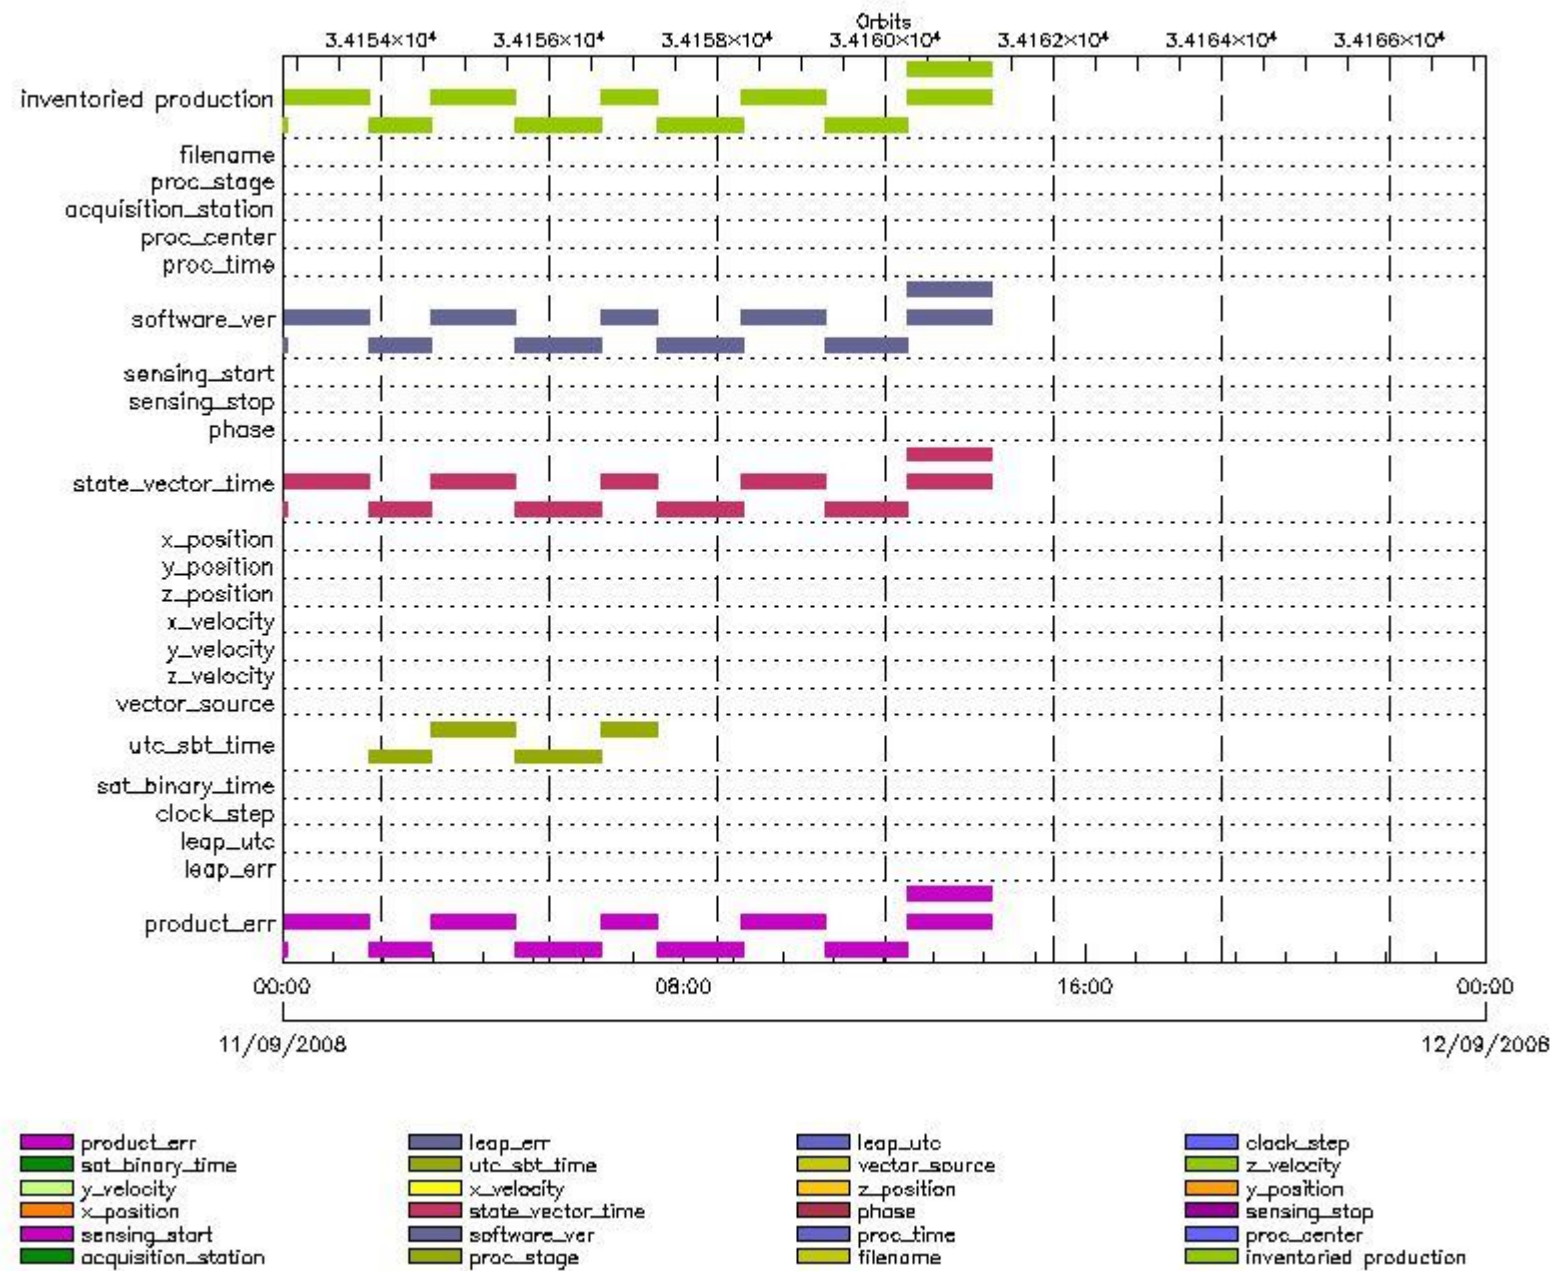 Orbits
3.4154×10⁴ 3.4156×10⁴ 3.4158×10⁴ 3.4160×10⁴ 3.4162×10⁴ 3.4164×10⁴ 3.4166×10⁴
inventoried production
filename
proc_stage
acquisition_station
proc_center
proc_time
software_ver
sensing_start
sensing_stop
phase
state_vector_time
x_position
y_position
z_position
x_velocity
y_velocity
z_velocity
vector_source
utc_sbt_time
sat_binary_time
clock_step
leap_utc
leap_err
product_err
00:00 08:00 16:00 00:00
11/09/2008 12/09/2008
product_err leap_err leap_utc clock_step
sat_binary_time utc_sbt_time vector_source z_velocity
y_velocity x_velocity z_position y_position
x_position state_vector_time phase sensing_stop
sensing_start software_ver proc_time proc_center
acquisition_station proc_stage filename inventoried production